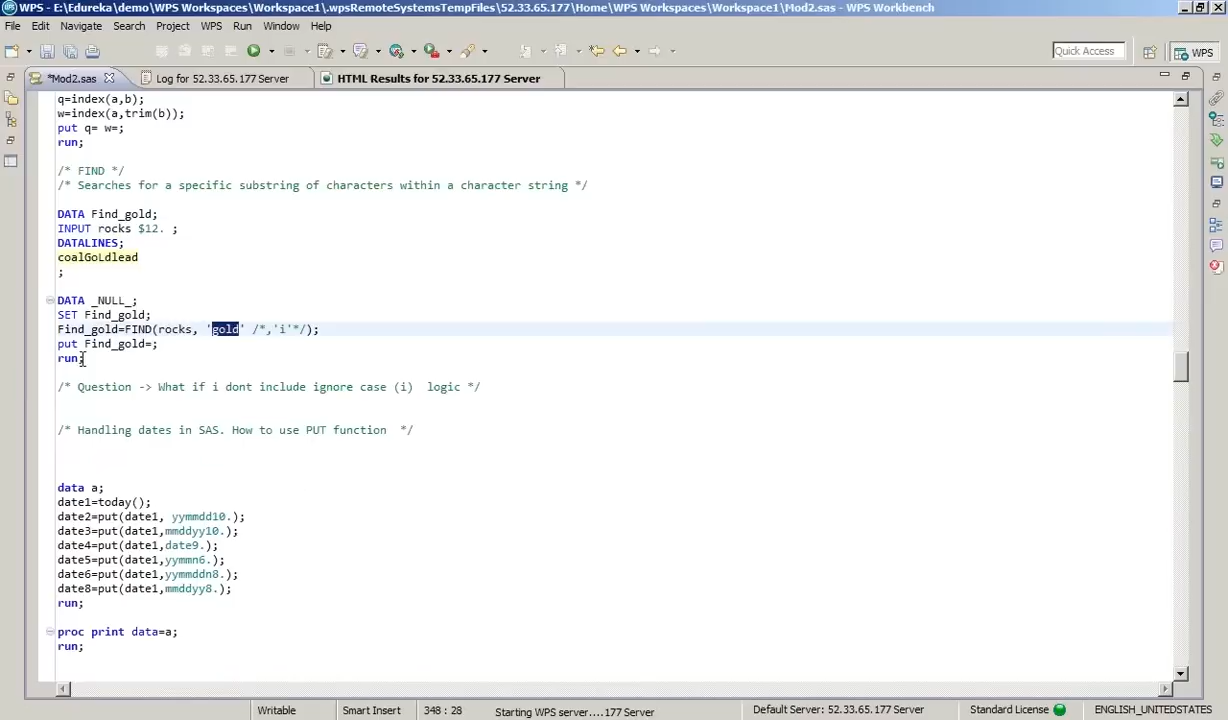 WPS - E:\Edureka\demo\WPS Workspaces\Workspace1\.wpsRemoteSystemsTempFiles\52.33.65.177\Home\WPS Workspaces\Workspace1\Mod2.sas - WPS Workbench
File Edit Navigate Search Project WPS Run Window Help
Quick Access WPS
*Mod2.sas Log for 52.33.65.177 Server HTML Results for 52.33.65.177 Server
q=index(a,b);
w=index(a,trim(b));
put q= w=;
run;
/* FIND */
/* Searches for a specific substring of characters within a character string */
DATA Find_gold;
INPUT rocks $12. ;
DATALINES;
coalGoLdlead
;
DATA _NULL_;
SET Find_gold;
Find_gold=FIND(rocks, 'gold' /*,'i'*/);
put Find_gold=;
run;
/* Question -> What if i dont include ignore case (i)  logic */
/* Handling dates in SAS. How to use PUT function  */
data a;
date1=today();
date2=put(date1, yymmdd10.);
date3=put(date1,mmddyy10.);
date4=put(date1,date9.);
date5=put(date1,yymmn6.);
date6=put(date1,yymmddn8.);
date8=put(date1,mmddyy8.);
run;
proc print data=a;
run;
Writable Smart Insert 348 : 28 Starting WPS server....177 Server Default Server: 52.33.65.177 Server Standard License ENGLISH_UNITEDSTATES